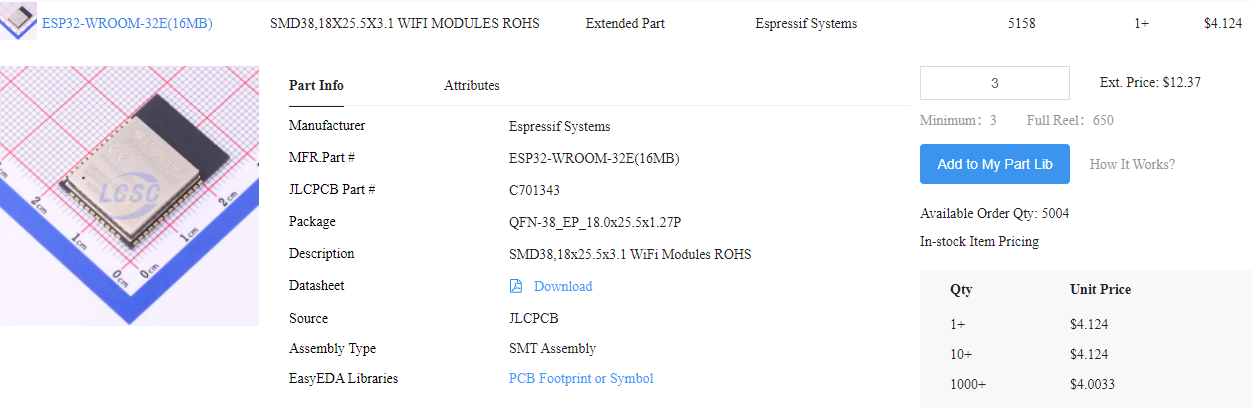 ESP32-WROOM-32E(16MB) SMD38,18X25.5X3.1 WIFI MODULES ROHS Extended Part Espressif Systems 5158 1+ $4.124
Part Info Attributes
Manufacturer Espressif Systems
MFR.Part # ESP32-WROOM-32E(16MB)
JLCPCB Part # C701343
Package QFN-38_EP_18.0x25.5x1.27P
Description SMD38,18x25.5x3.1 WiFi Modules ROHS
Datasheet Download
Source JLCPCB
Assembly Type SMT Assembly
EasyEDA Libraries PCB Footprint or Symbol
3 Ext. Price: $12.37
Minimum: 3 Full Reel: 650
Add to My Part Lib How It Works?
Available Order Qty: 5004
In-stock Item Pricing
Qty Unit Price
1+ $4.124
10+ $4.124
1000+ $4.0033
LCSC
2cm
1cm
0cm
0cm
1cm
2cm